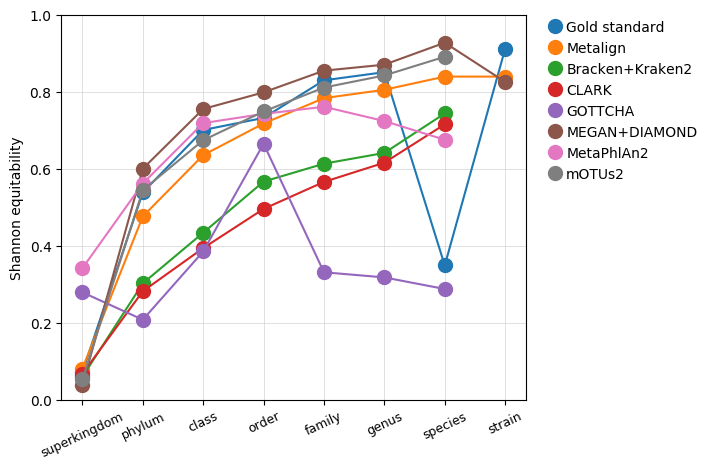 1.0
0.8
0.6
0.4
0.2
0.0
Shannon equitability
superkingdom
phylum
class
order
family
genus
species
strain
Gold standard
Metalign
Bracken+Kraken2
CLARK
GOTTCHA
MEGAN+DIAMOND
MetaPhlAn2
mOTUs2